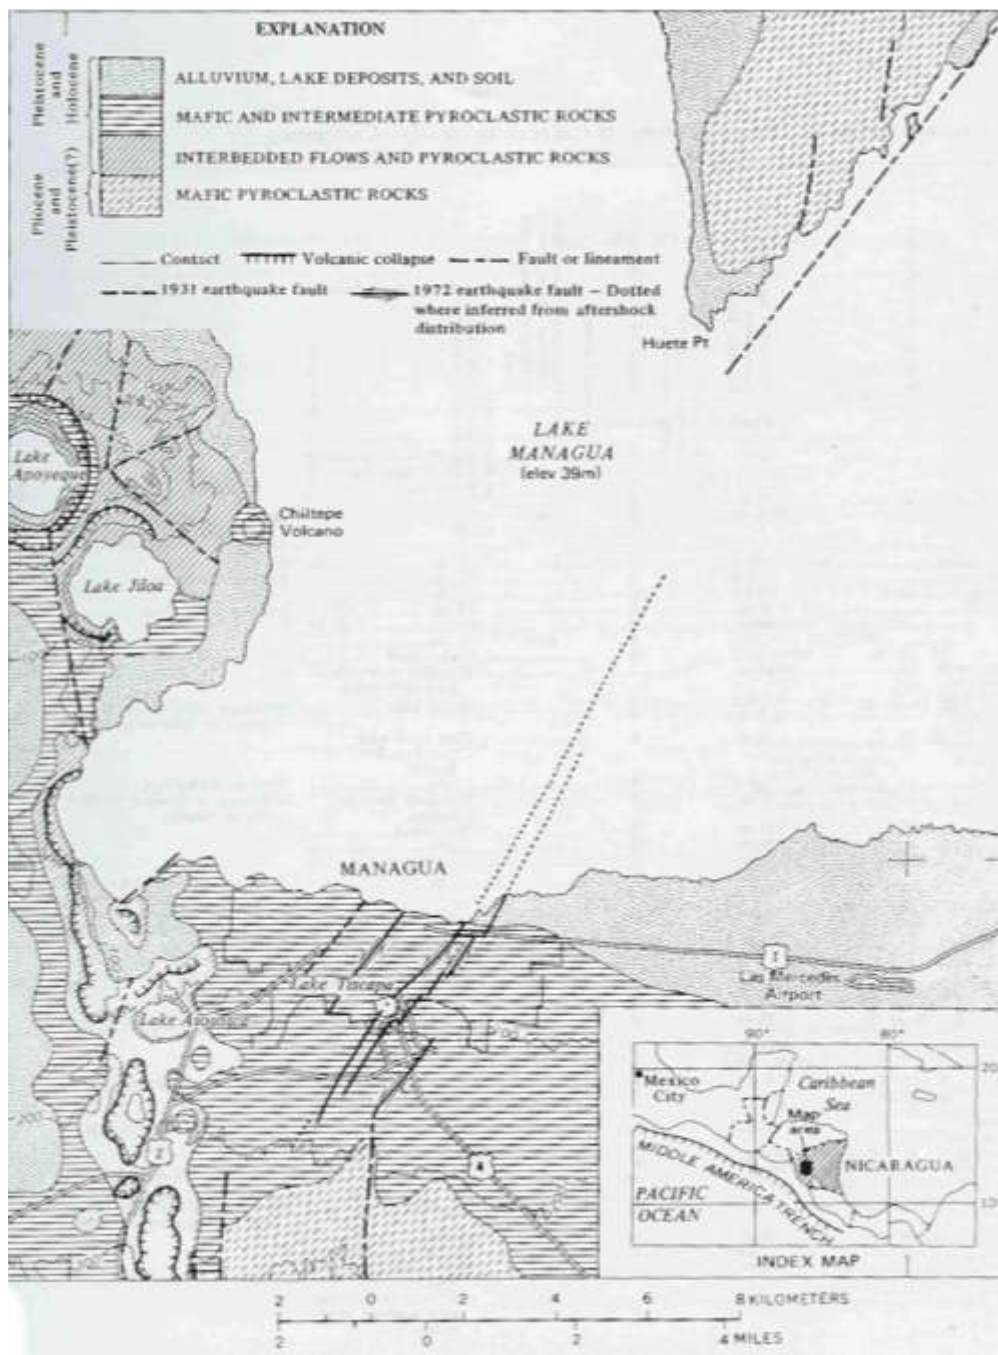 EXPLANATION
Pleistocene and Holocene
ALLUVIUM, LAKE DEPOSITS, AND SOIL
MAFIC AND INTERMEDIATE PYROCLASTIC ROCKS
Pliocene and Pleistocene(?)
INTERBEDDED FLOWS AND PYROCLASTIC ROCKS
MAFIC PYROCLASTIC ROCKS
Contact
Volcanic collapse
Fault or lineament
1931 earthquake fault
1972 earthquake fault – Dotted
where inferred from aftershock
distribution
Huete Pt
LAKE
MANAGUA
(elev 39m)
Lake
Apoyeque
Chiltepe
Volcano
Lake Jiloa
MANAGUA
1
Las Mercedes
Airport
Lake Tiscapa
Lake Asososca
100
200
2
4
90°
80°
20
10
Mexico
City
Caribbean
Sea
Map
area
NICARAGUA
MIDDLE AMERICA TRENCH
PACIFIC
OCEAN
INDEX MAP
2 0 2 4 6 8 KILOMETERS
2 0 2 4 MILES